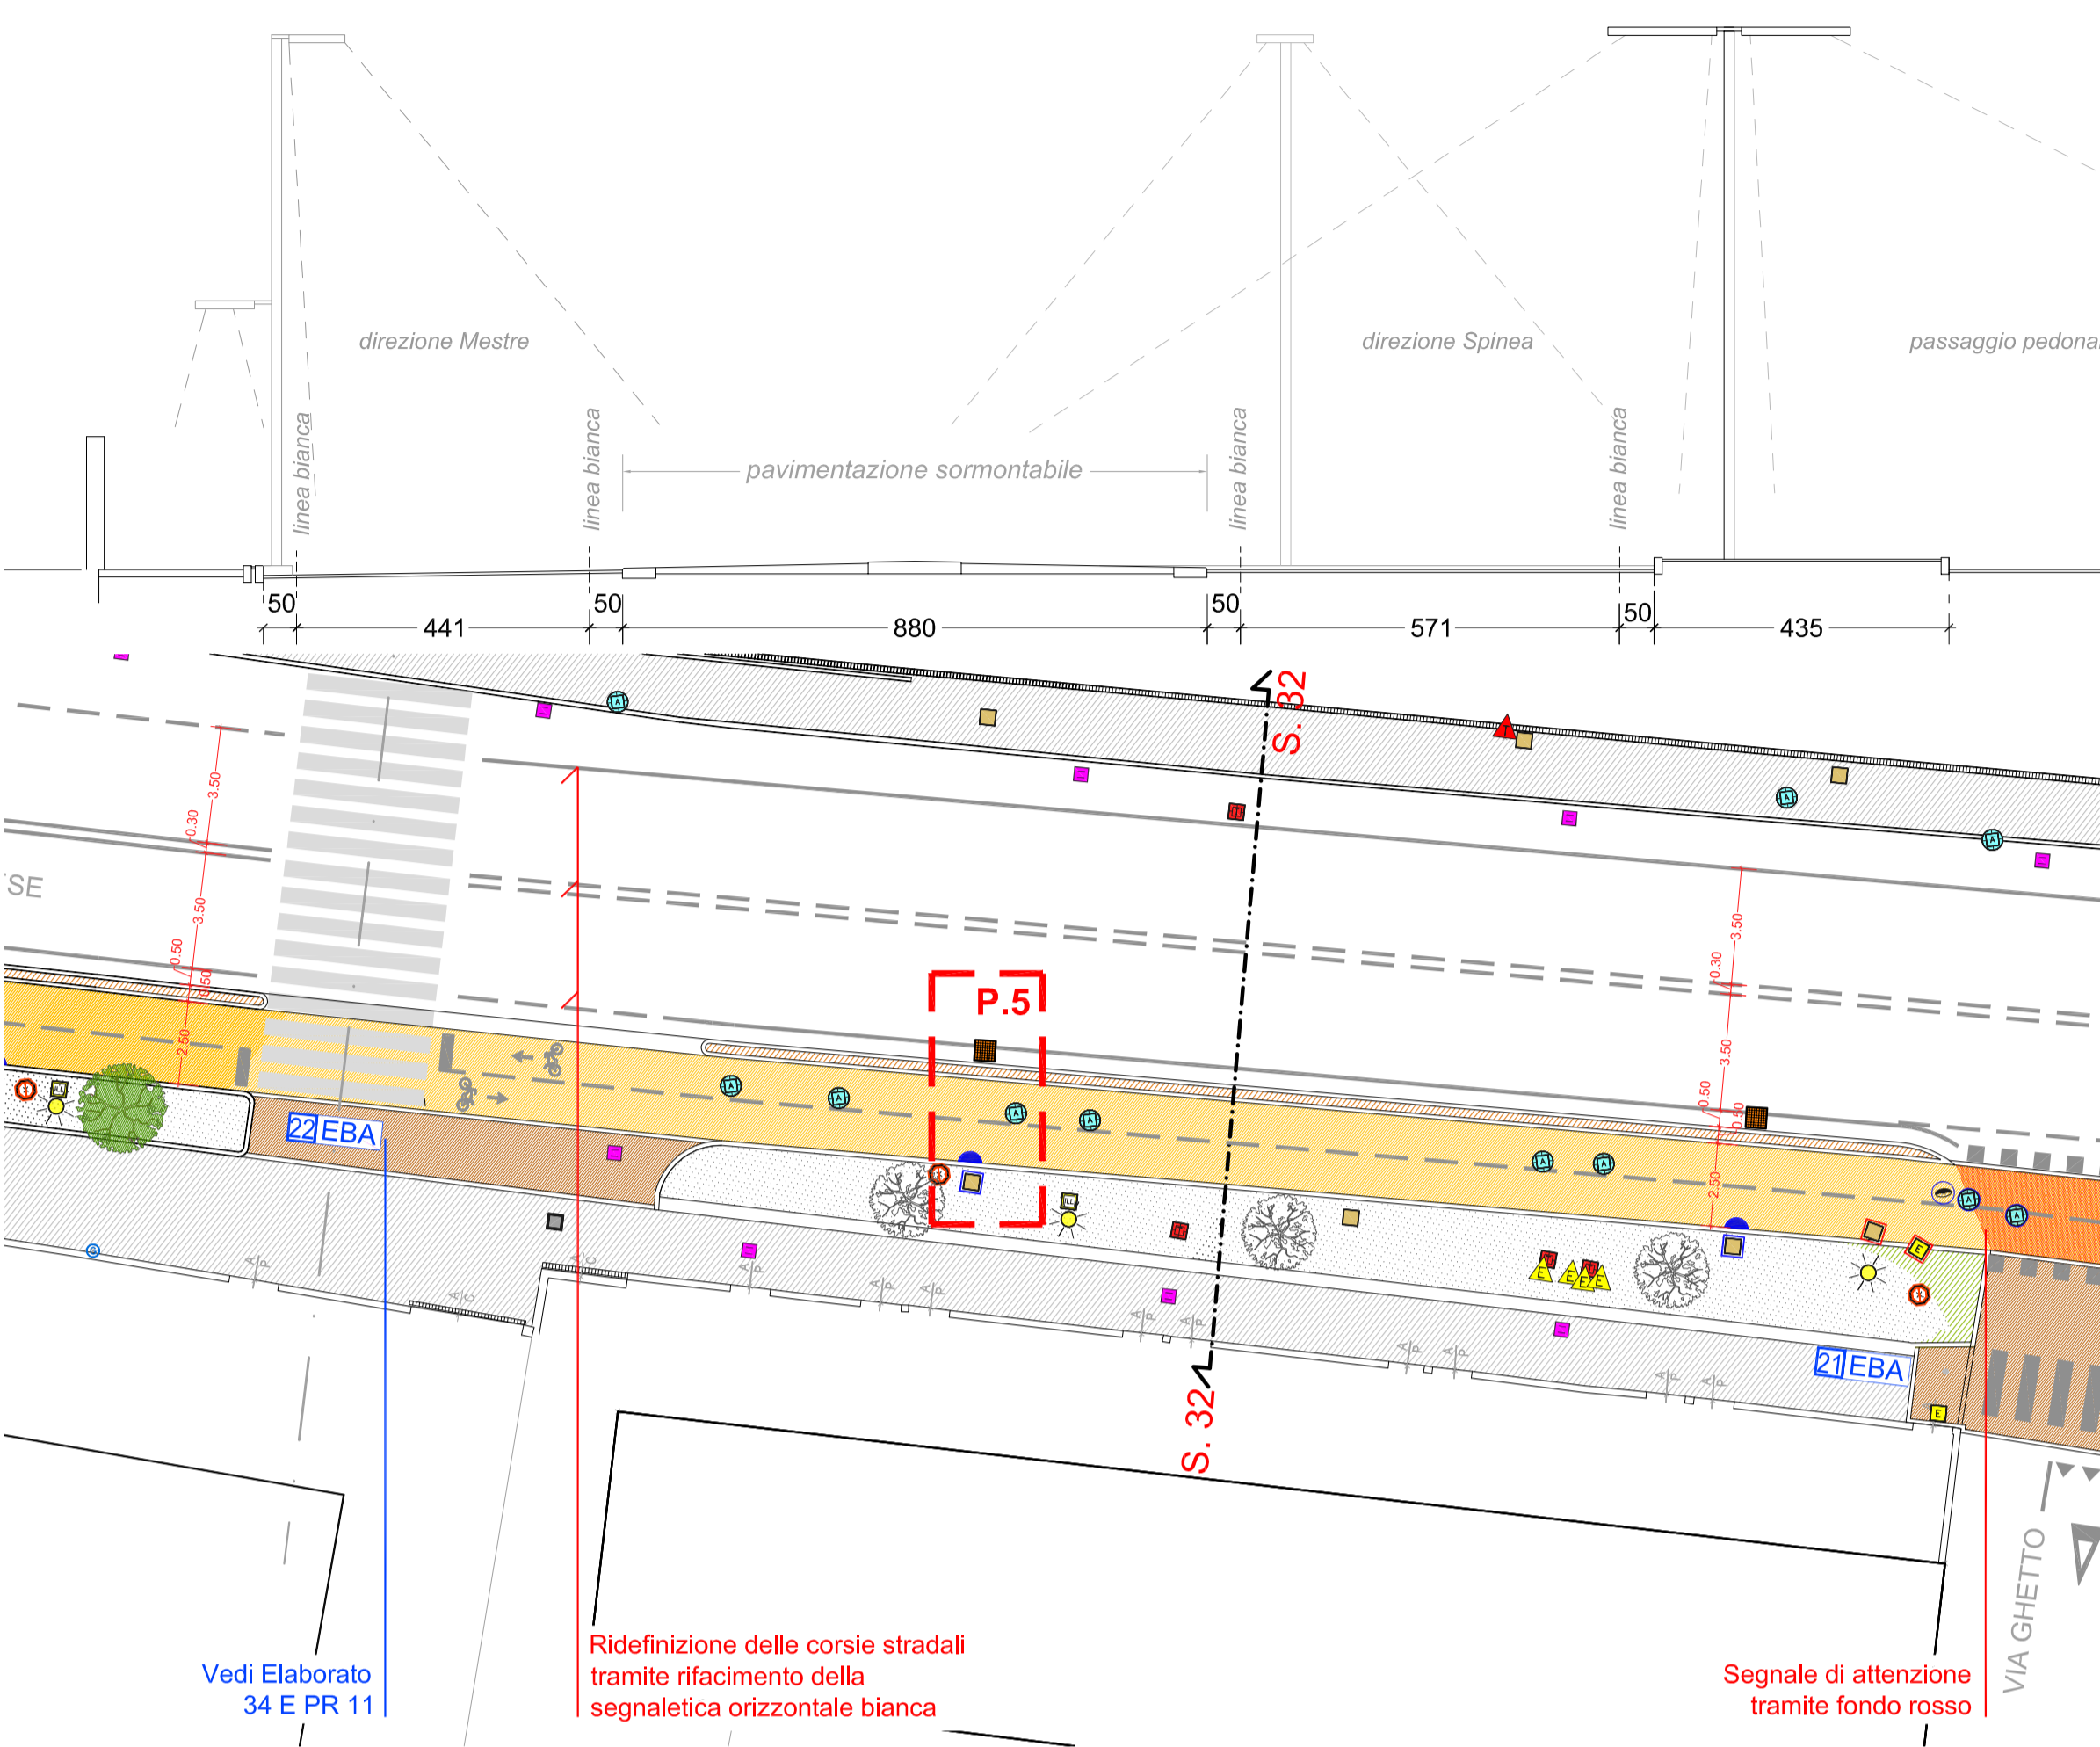 direzione Mestre
direzione Spinea
passaggio pedona
linea bianca
linea bianca
pavimentazione sormontabile
linea bianca
linea bianca
50
441
50
880
50
571
50
435
S. 32
3.50
0.30
3.50
0.50
0.50
2.50
3.50
0.30
3.50
0.50
0.50
2.50
P.5
22 EBA
21 EBA
S. 32
VIA GHETTO
Vedi Elaborato
34 E PR 11
Ridefinizione delle corsie stradali
tramite rifacimento della
segnaletica orizzontale bianca
Segnale di attenzione
tramite fondo rosso